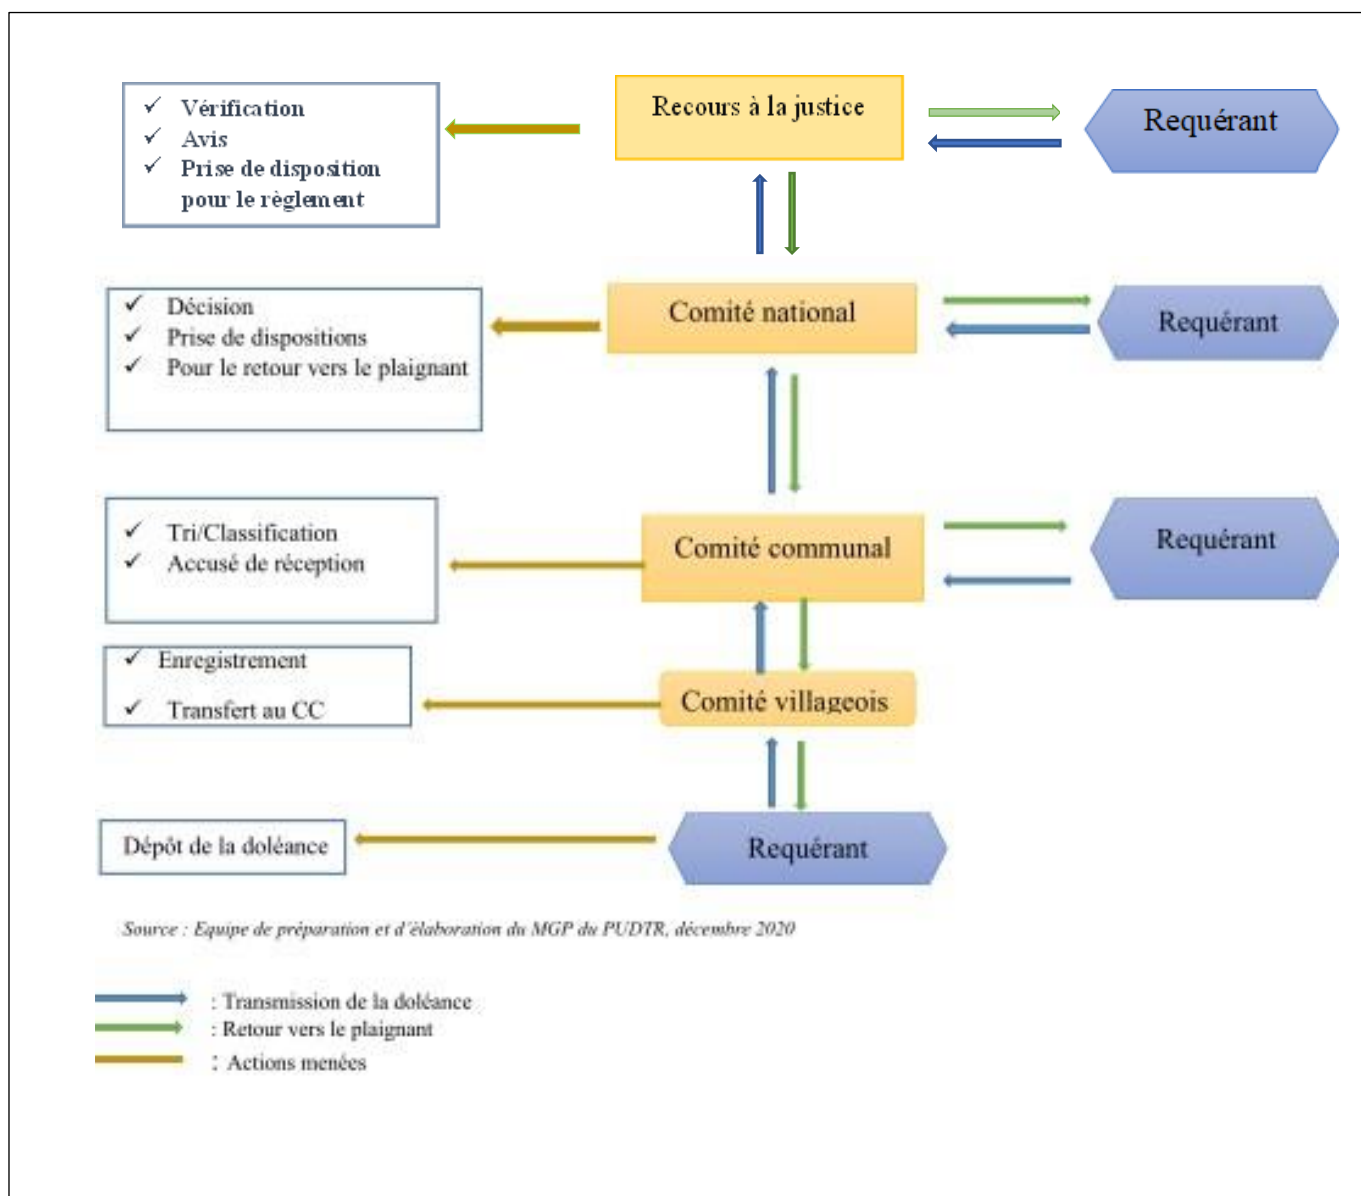 ✓ Vérification
✓ Avis
✓ Prise de disposition
pour le règlement
Recours à la justice
Requérant
✓ Décision
✓ Prise de dispositions
✓ Pour le retour vers le plaignant
Comité national
Requérant
✓ Tri/Classification
✓ Accusé de réception
Comité communal
Requérant
✓ Enregistrement
✓ Transfert au CC
Comité villageois
Dépôt de la doléance
Requérant
Source : Equipe de préparation et d'élaboration du MGP du PUDTR, décembre 2020
: Transmission de la doléance
: Retour vers le plaignant
: Actions menées